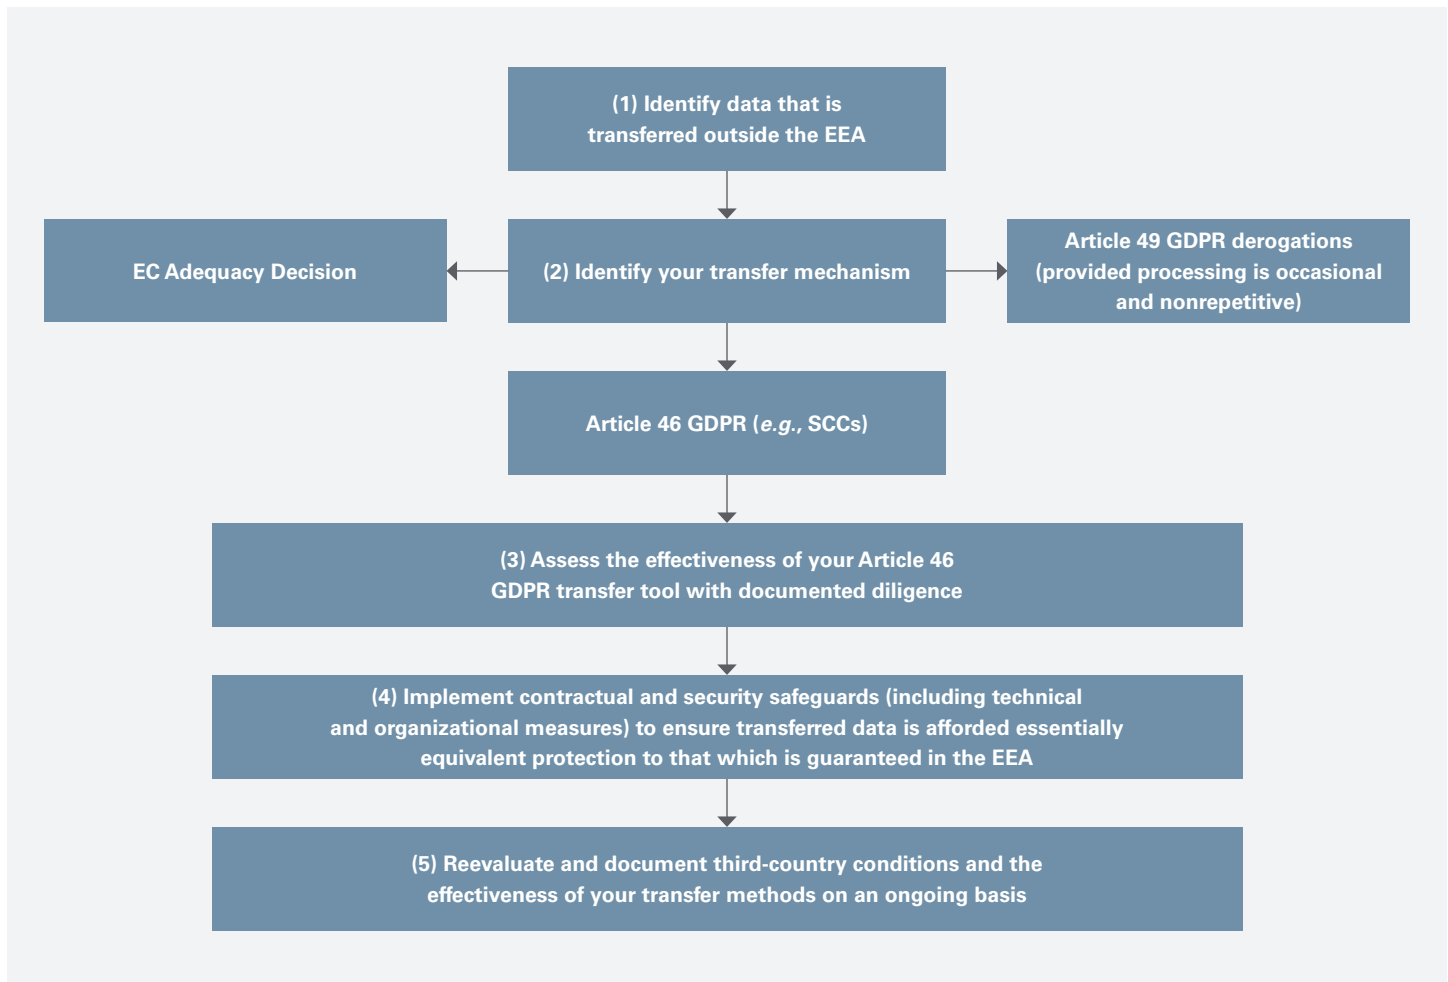 (1) Identify data that is
transferred outside the EEA
EC Adequacy Decision
(2) Identify your transfer mechanism
Article 49 GDPR derogations
(provided processing is occasional
and nonrepetitive)
Article 46 GDPR (e.g., SCCs)
(3) Assess the effectiveness of your Article 46
GDPR transfer tool with documented diligence
(4) Implement contractual and security safeguards (including technical
and organizational measures) to ensure transferred data is afforded essentially
equivalent protection to that which is guaranteed in the EEA
(5) Reevaluate and document third-country conditions and the
effectiveness of your transfer methods on an ongoing basis